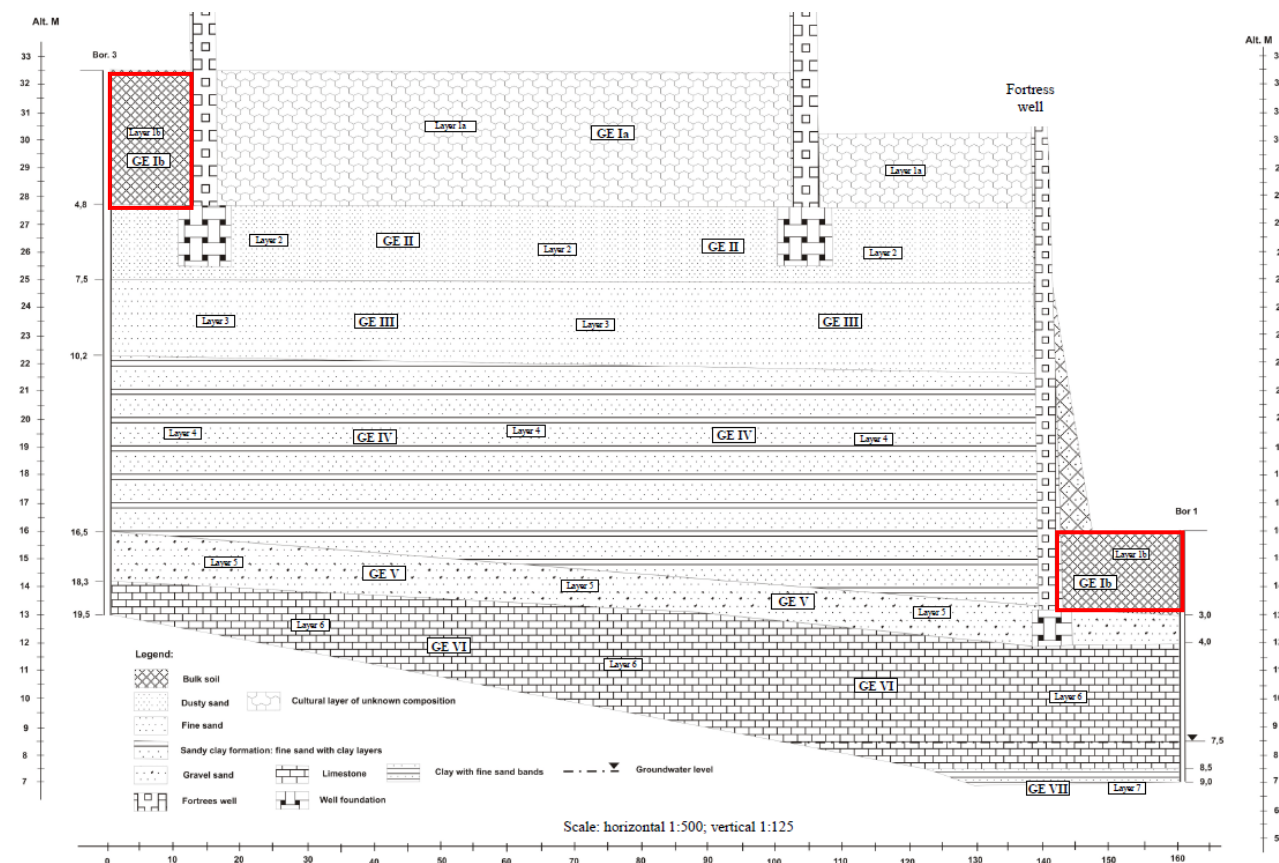 Alt. M
Alt. M
Bor. 3
Fortress
well
33
32
31
30
29
28
27
26
25
24
23
22
21
20
19
18
17
16
15
14
13
12
11
10
9
8
7
4,8
7,5
10,2
16,5
18,3
19,5
Layer 1b
GE Ib
Layer 1a
GE Ia
Layer 1a
Layer 2
GE II
Layer 2
GE II
Layer 2
Layer 3
GE III
Layer 3
GE III
Layer 4
GE IV
Layer 4
GE IV
Layer 4
Bor 1
Layer 1b
GE Ib
Layer 5
GE V
Layer 5
GE V
Layer 5
Layer 6
GE VI
Layer 6
GE VI
Layer 6
3,0
4,0
7,5
8,5
9,0
GE VII
Layer 7
Legend:
Bulk soil
Dusty sand
Cultural layer of unknown composition
Fine sand
Sandy clay formation: fine sand with clay layers
Gravel sand
Limestone
Clay with fine sand bands
Groundwater level
Fortrees well
Well foundation
Scale: horizontal 1:500; vertical 1:125
9
8
7
6
5
0 10 20 30 40 50 60 70 80 90 100 110 120 130 140 150 160